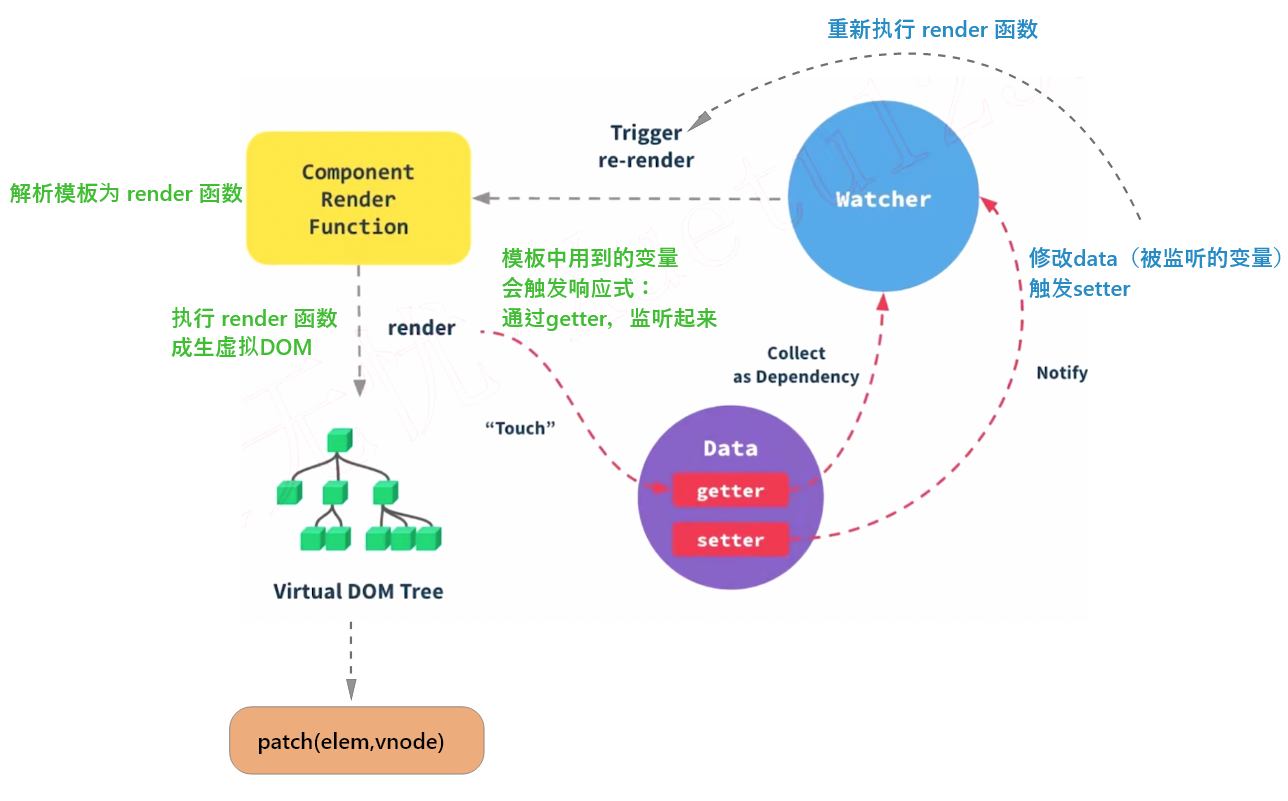 重新执行 render 函数
Trigger
re-render
Component
Render
Function
解析模板为 render 函数
Watcher
模板中用到的变量
会触发响应式：
通过getter，监听起来
修改data（被监听的变量）
触发setter
执行 render 函数
成生虚拟DOM
render
Collect
as Dependency
Notify
“Touch”
Data
getter
setter
Virtual DOM Tree
patch(elem,vnode)